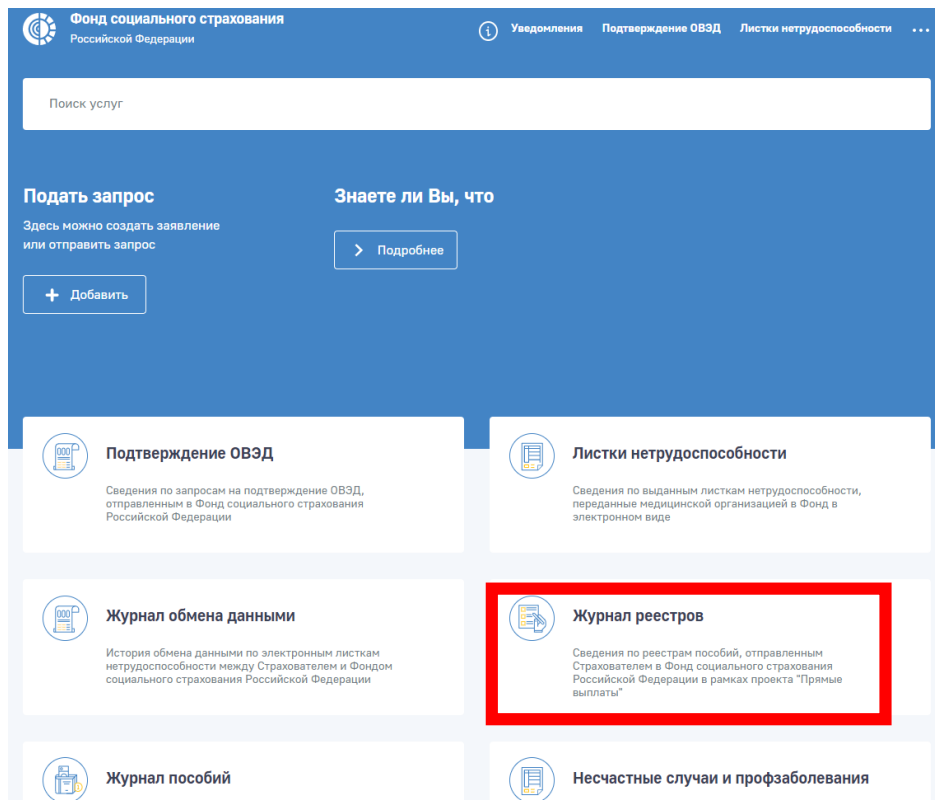 Фонд социального страхования
Российской Федерации
Уведомления Подтверждение ОВЭД Листки нетрудоспособности ...
Поиск услуг
Подать запрос
Здесь можно создать заявление
или отправить запрос
Добавить
Знаете ли Вы, что
Подробнее
Подтверждение ОВЭД
Сведения по запросам на подтверждение ОВЭД,
отправленным в Фонд социального страхования
Российской Федерации
Листки нетрудоспособности
Сведения по выданным листкам нетрудоспособности,
переданные медицинской организацией в Фонд в
электронном виде
Журнал обмена данными
История обмена данными по электронным листкам
нетрудоспособности между Страхователем и Фондом
социального страхования Российской Федерации
Журнал реестров
Сведения по реестрам пособий, отправленным
Страхователем в Фонд социального страхования
Российской Федерации в рамках проекта "Прямые
выплаты"
Журнал пособий
Несчастные случаи и профзаболевания